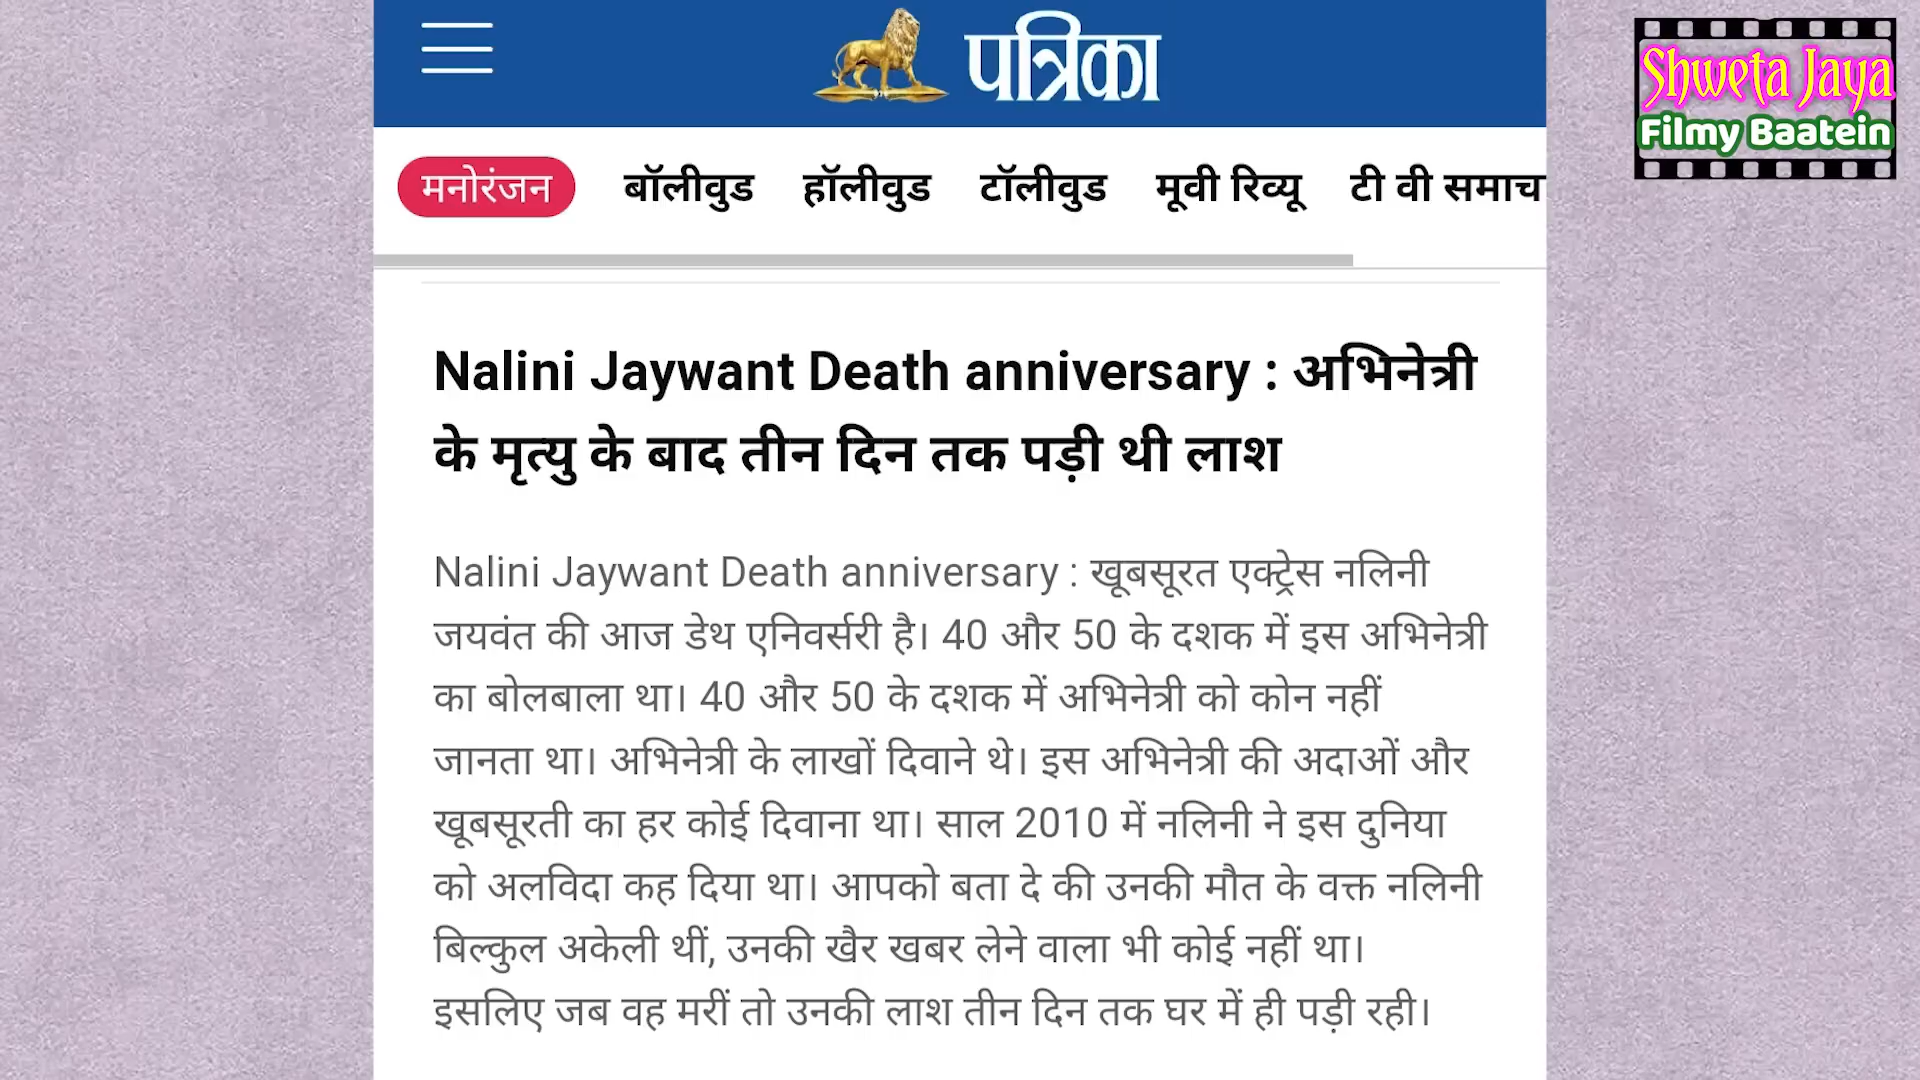 पत्रिका
Shweta Jaya
Filmy Baatein
मनोरंजन बॉलीवुड हॉलीवुड टॉलीवुड मूवी रिव्यू टी वी समाच
Nalini Jaywant Death anniversary : अभिनेत्री
के मृत्यु के बाद तीन दिन तक पड़ी थी लाश
Nalini Jaywant Death anniversary : खूबसूरत एक्ट्रेस नलिनी
जयवंत की आज डेथ एनिवर्सरी है। 40 और 50 के दशक में इस अभिनेत्री
का बोलबाला था। 40 और 50 के दशक में अभिनेत्री को कोन नहीं
जानता था। अभिनेत्री के लाखों दिवाने थे। इस अभिनेत्री की अदाओं और
खूबसूरती का हर कोई दिवाना था। साल 2010 में नलिनी ने इस दुनिया
को अलविदा कह दिया था। आपको बता दे की उनकी मौत के वक्त नलिनी
बिल्कुल अकेली थीं, उनकी खैर खबर लेने वाला भी कोई नहीं था।
इसलिए जब वह मरीं तो उनकी लाश तीन दिन तक घर में ही पड़ी रही।